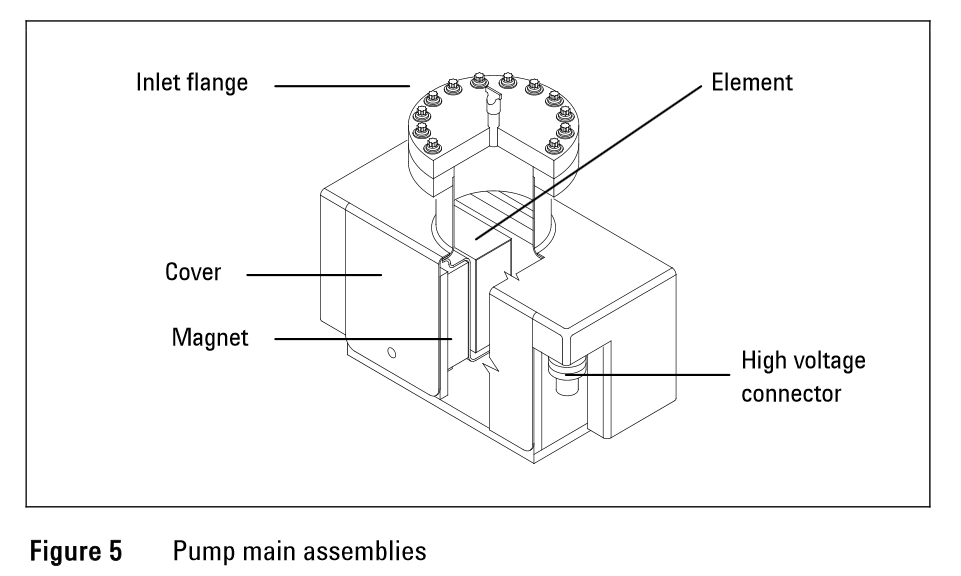 Inlet flange
Element
Cover
Magnet
High voltage
connector
Figure 5 Pump main assemblies